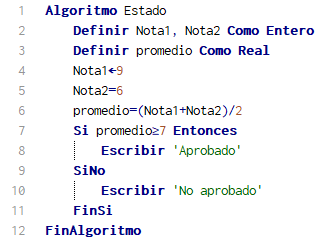 1 Algoritmo Estado
2 Definir Nota1, Nota2 Como Entero
3 Definir promedio Como Real
4 Nota1←9
5 Nota2=6
6 promedio=(Nota1+Nota2)/2
7 Si promedio≥7 Entonces
8 Escribir 'Aprobado'
9 SiNo
10 Escribir 'No aprobado'
11 FinSi
12 FinAlgoritmo